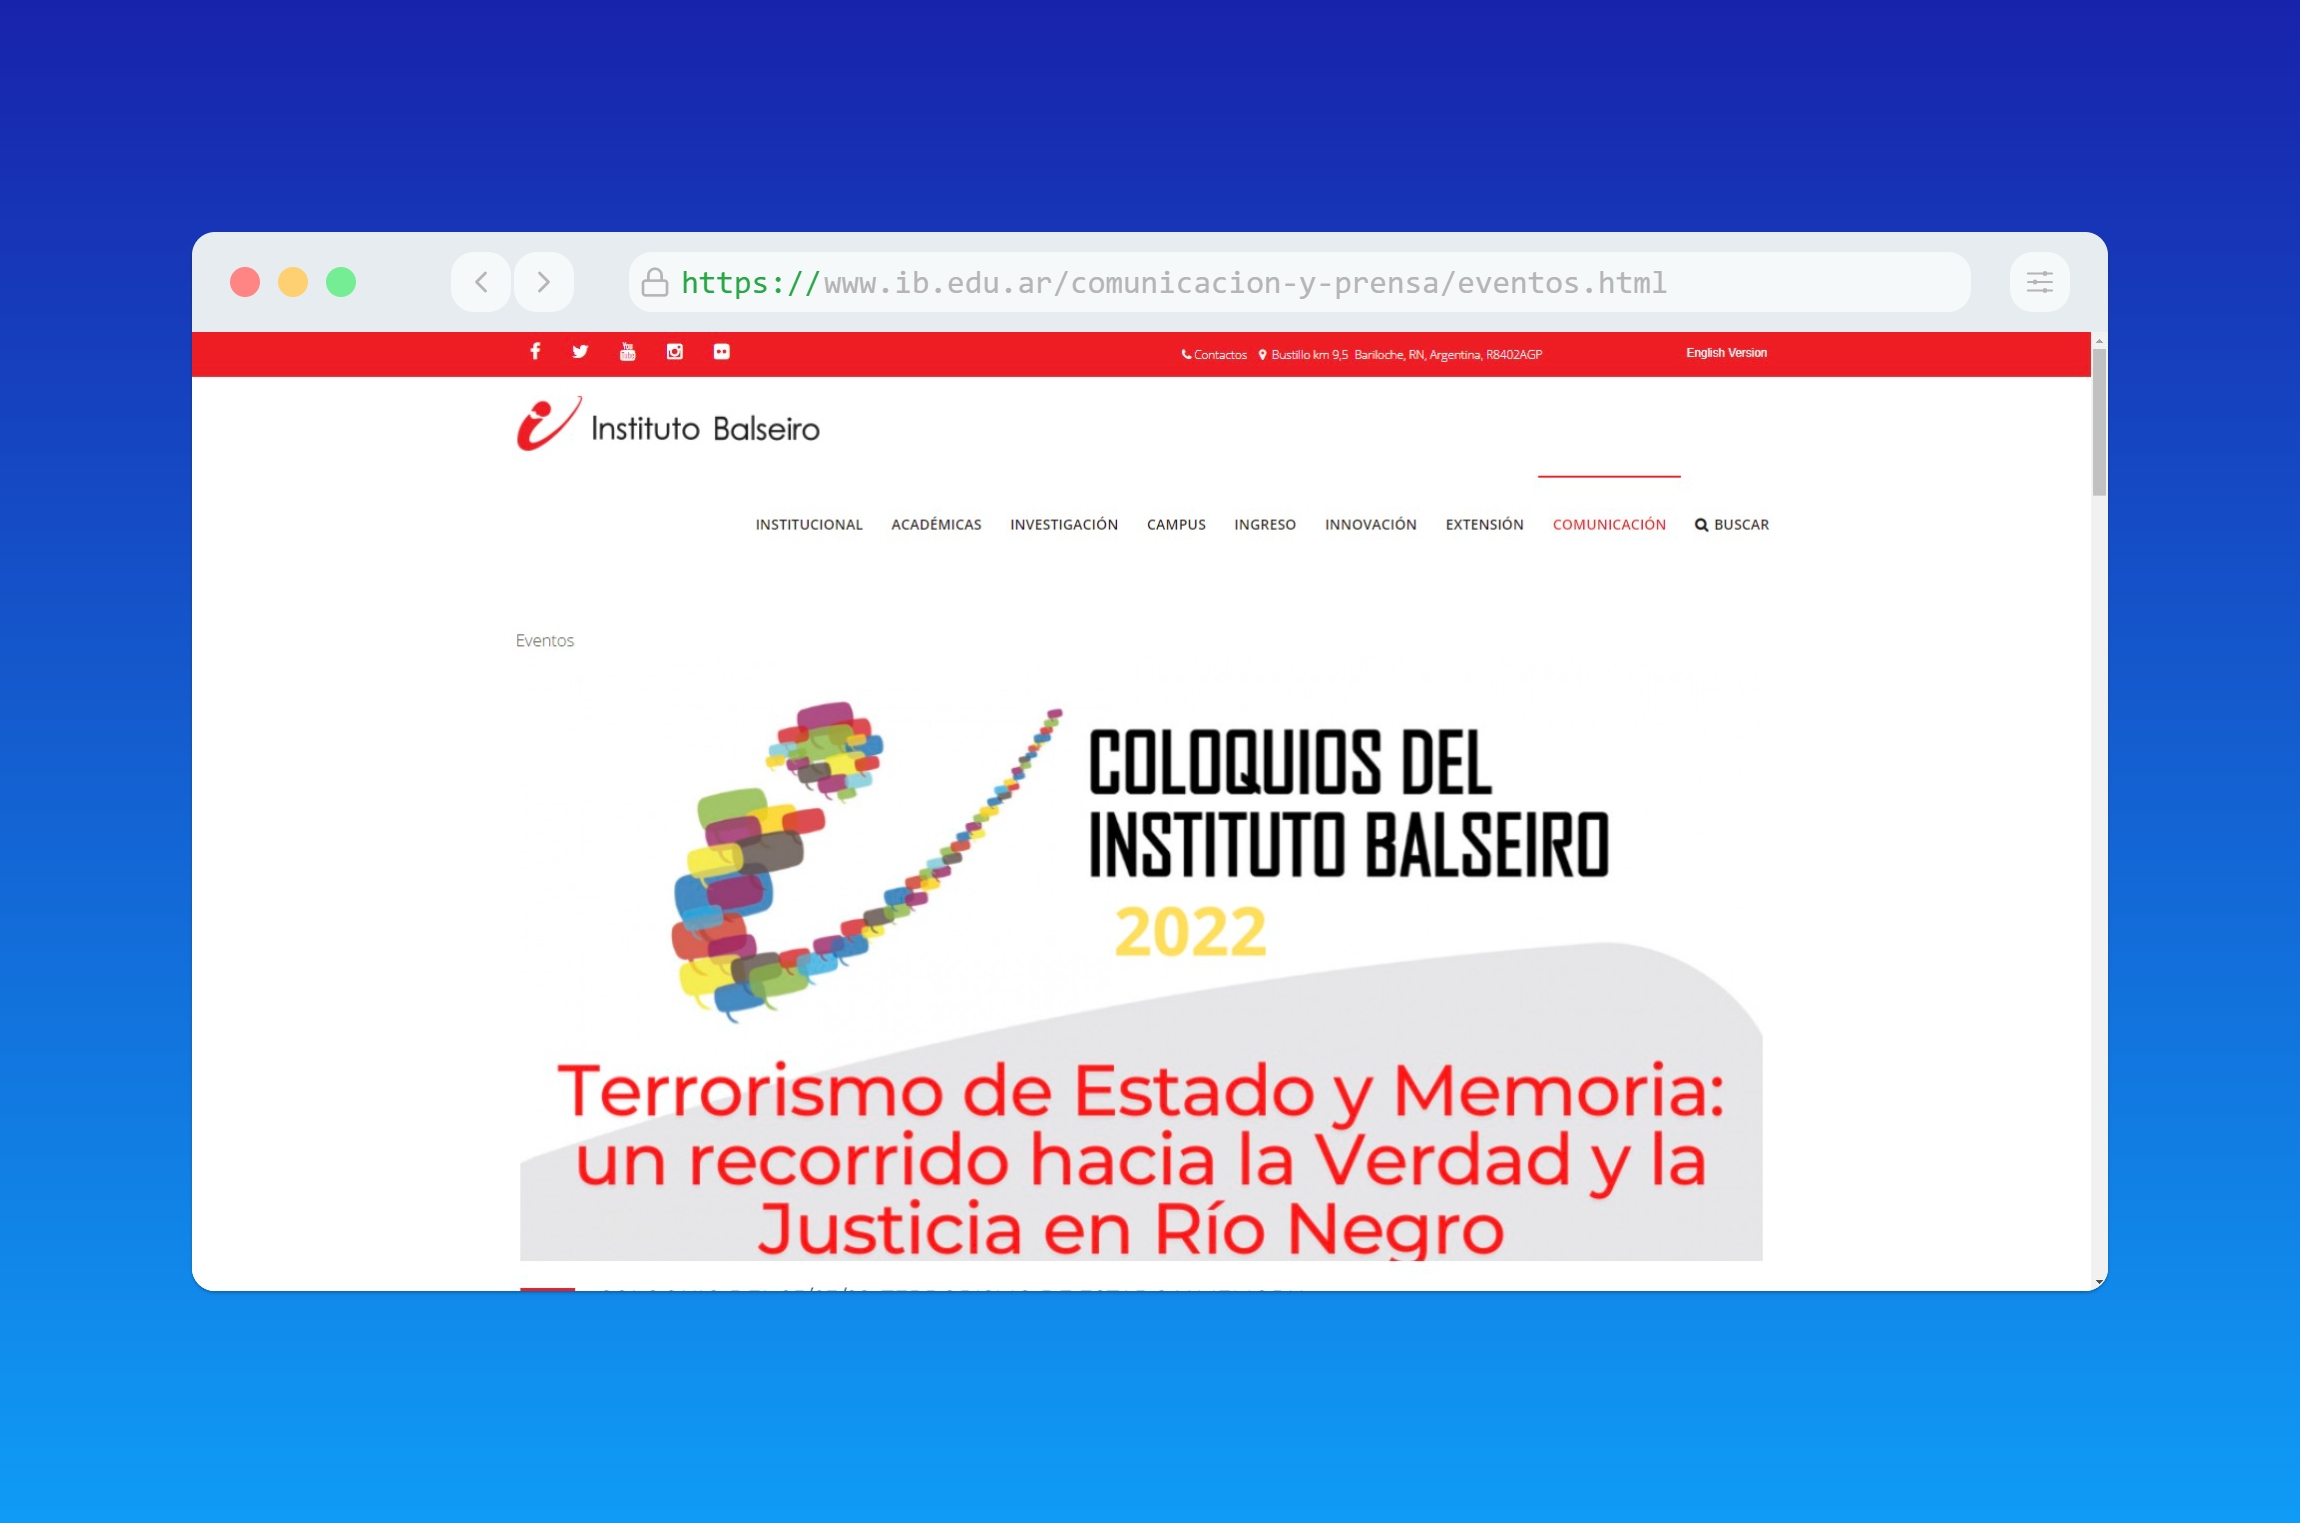 https://www.ib.edu.ar/comunicacion-y-prensa/eventos.html
You Tube
Contactos Bustillo km 9,5 Bariloche, RN, Argentina, R8402AGP
English Version
Instituto Balseiro
INSTITUCIONAL ACADÉMICAS INVESTIGACIÓN CAMPUS INGRESO INNOVACIÓN EXTENSIÓN COMUNICACIÓN BUSCAR
Eventos
COLOQUIOS DEL
INSTITUTO BALSEIRO
2022
Terrorismo de Estado y Memoria:
un recorrido hacia la Verdad y la
Justicia en Río Negro